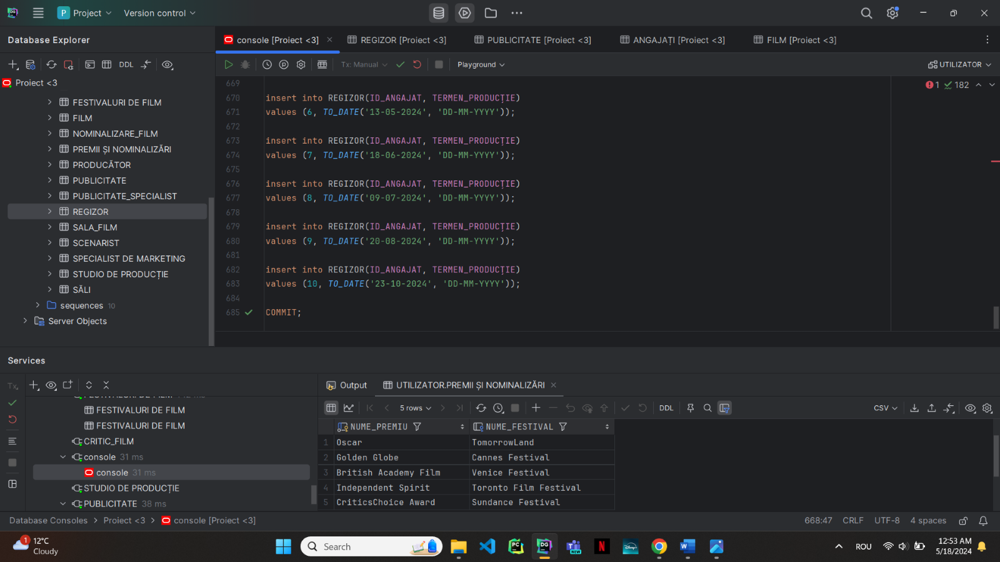 P Project Version control
Database Explorer
console [Proiect <3] REGIZOR [Proiect <3] PUBLICITATE [Proiect <3] ANGAJAȚI [Proiect <3] FILM [Proiect <3]
DDL
Tx: Manual Playground UTILIZATOR
Proiect <3
FESTIVALURI DE FILM
FILM
NOMINALIZARE_FILM
PREMII ȘI NOMINALIZĂRI
PRODUCĂTOR
PUBLICITATE
PUBLICITATE_SPECIALIST
REGIZOR
SALA_FILM
SCENARIST
SPECIALIST DE MARKETING
STUDIO DE PRODUCȚIE
SĂLI
sequences 10
Server Objects
1 182
669
670 insert into REGIZOR(ID_ANGAJAT, TERMEN_PRODUCȚIE)
671 values (6, TO_DATE('13-05-2024', 'DD-MM-YYYY'));
672
673 insert into REGIZOR(ID_ANGAJAT, TERMEN_PRODUCȚIE)
674 values (7, TO_DATE('18-06-2024', 'DD-MM-YYYY'));
675
676 insert into REGIZOR(ID_ANGAJAT, TERMEN_PRODUCȚIE)
677 values (8, TO_DATE('09-07-2024', 'DD-MM-YYYY'));
678
679 insert into REGIZOR(ID_ANGAJAT, TERMEN_PRODUCȚIE)
680 values (9, TO_DATE('20-08-2024', 'DD-MM-YYYY'));
681
682 insert into REGIZOR(ID_ANGAJAT, TERMEN_PRODUCȚIE)
683 values (10, TO_DATE('23-10-2024', 'DD-MM-YYYY'));
684
685 COMMIT;
Services
Tx
FESTIVALURI DE FILM
FESTIVALURI DE FILM
CRITIC_FILM
console 31 ms
console 31 ms
STUDIO DE PRODUCȚIE
PUBLICITATE 38 ms
Output UTILIZATOR.PREMII ȘI NOMINALIZĂRI
5 rows DDL CSV
NUME_PREMIU NUME_FESTIVAL
1 Oscar TomorrowLand
2 Golden Globe Cannes Festival
3 British Academy Film Venice Festival
4 Independent Spirit Toronto Film Festival
5 CriticsChoice Award Sundance Festival
Database Consoles > Proiect <3 > console [Proiect <3] 668:47 CRLF UTF-8 4 spaces
1 12°C
Cloudy
Search
PC DG NEW N Disney+ W
ROU
12:53 AM
5/18/2024